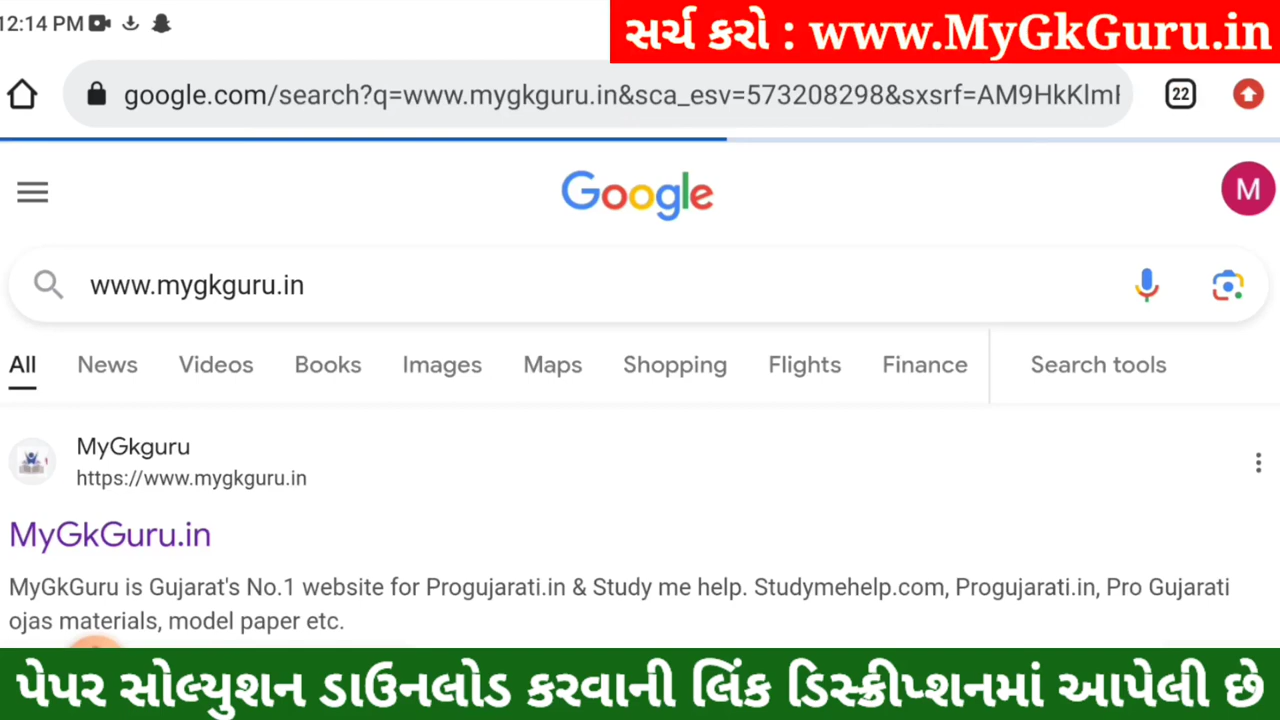 12:14 PM
સર્ચ કરો : www.MyGkGuru.in
google.com/search?q=www.mygkguru.in&sca_esv=573208298&sxsrf=AM9HkKlm
22
Google
M
www.mygkguru.in
All News Videos Books Images Maps Shopping Flights Finance Search tools
MyGkguru
https://www.mygkguru.in
MyGkGuru.in
MyGkGuru is Gujarat's No.1 website for Progujarati.in & Study me help. Studymehelp.com, Progujarati.in, Pro Gujarati
ojas materials, model paper etc.
પેપર સોલ્યુશન ડાઉનલોડ કરવાની લિંક ડિસ્ક્રીપ્શનમાં આપેલી છે